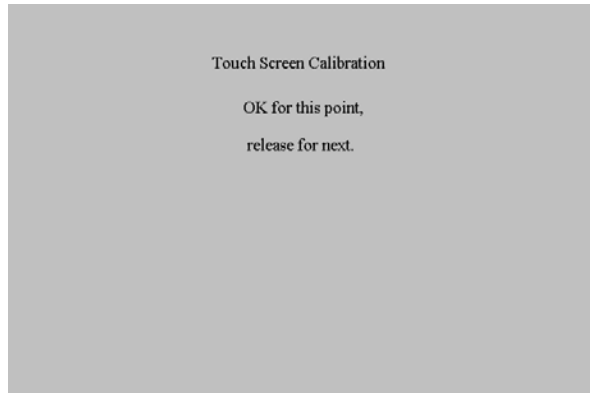 Touch Screen Calibration
OK for this point,
release for next.